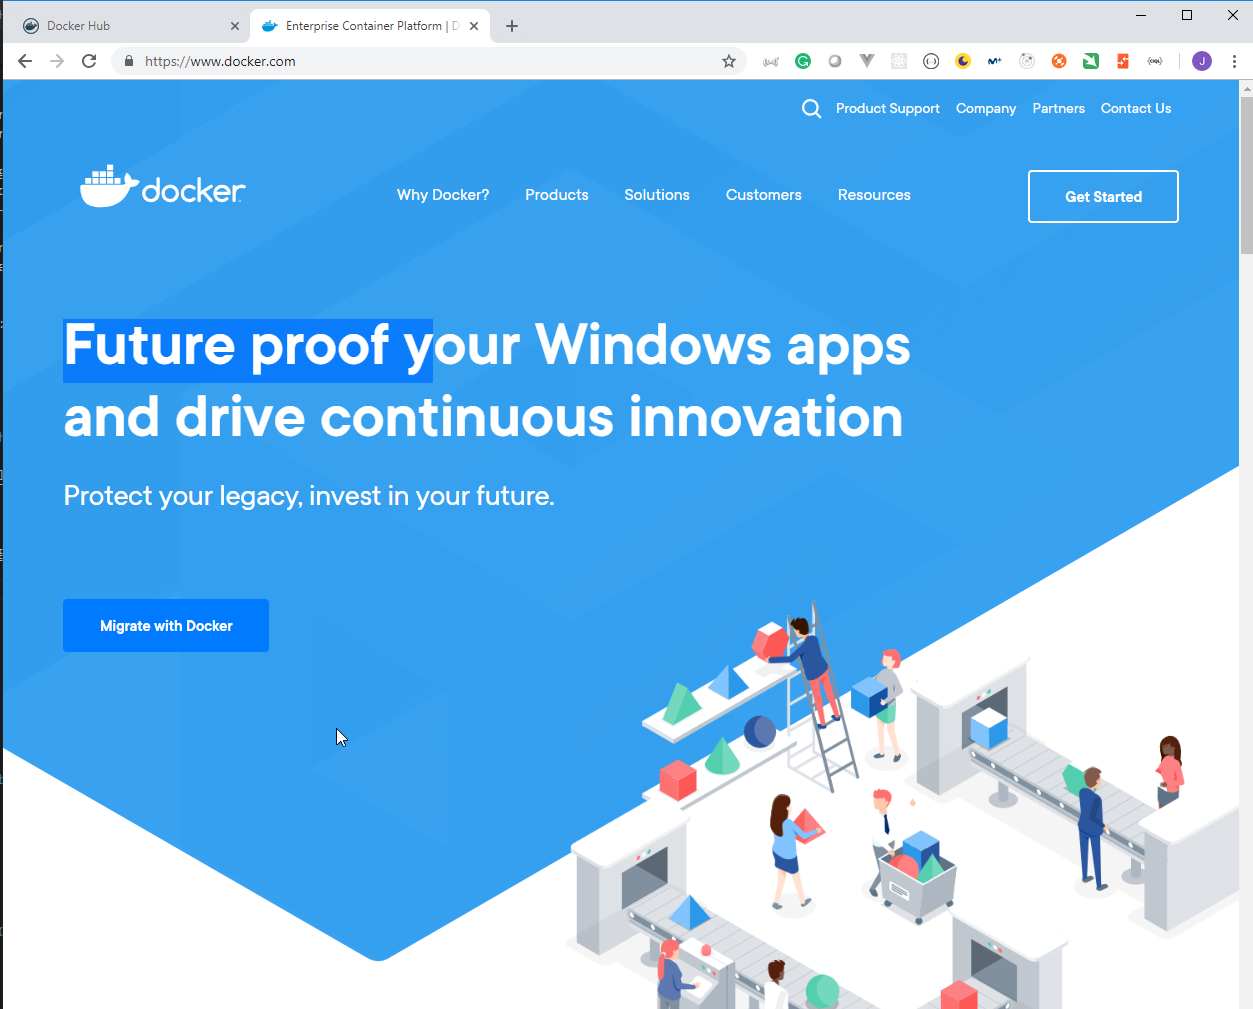 Docker Hub
Enterprise Container Platform | D
https://www.docker.com
J
Product Support Company Partners Contact Us
docker
Why Docker? Products Solutions Customers Resources
Get Started
Future proof your Windows apps
and drive continuous innovation
Protect your legacy, invest in your future.
Migrate with Docker